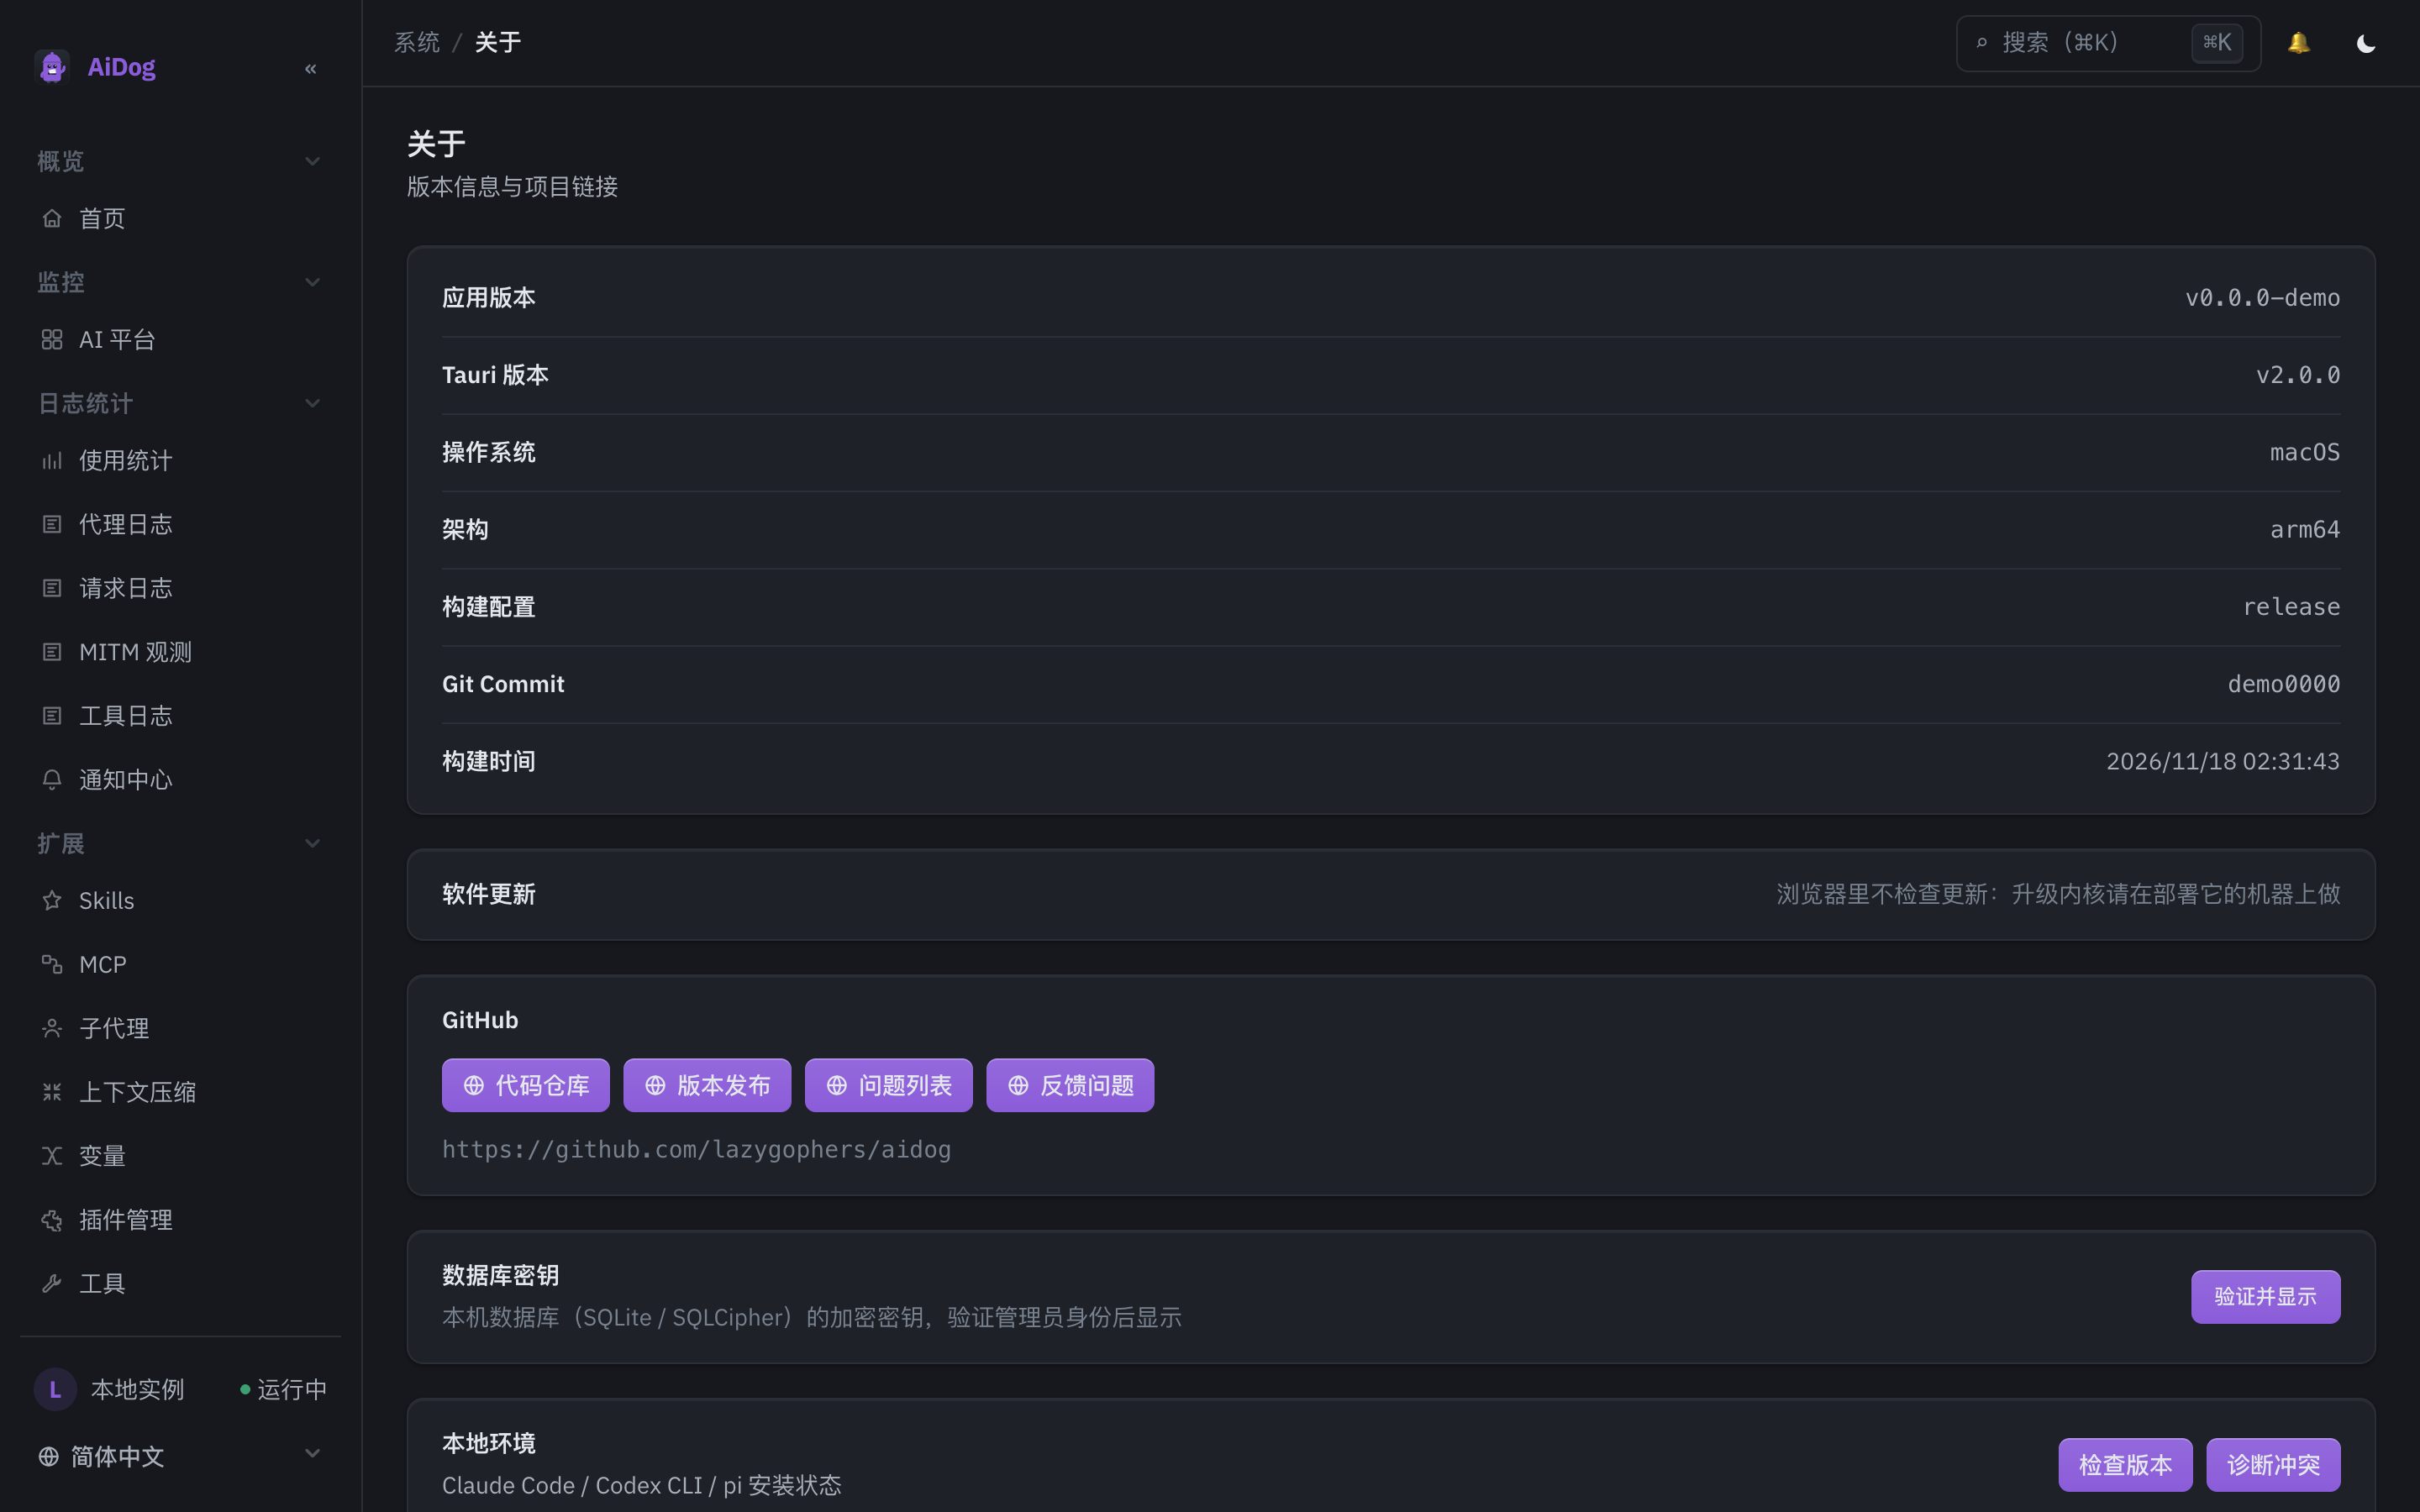 AiDog
«
概览
首页
监控
AI 平台
日志统计
使用统计
代理日志
请求日志
MITM 观测
工具日志
通知中心
扩展
Skills
MCP
子代理
上下文压缩
变量
插件管理
工具
L 本地实例 运行中
简体中文
系统 / 关于
搜索（⌘K） ⌘K
关于
版本信息与项目链接
应用版本 v0.0.0-demo
Tauri 版本 v2.0.0
操作系统 macOS
架构 arm64
构建配置 release
Git Commit demo0000
构建时间 2026/11/18 02:31:43
软件更新 浏览器里不检查更新：升级内核请在部署它的机器上做
GitHub
代码仓库 版本发布 问题列表 反馈问题
https://github.com/lazygophers/aidog
数据库密钥
本机数据库（SQLite / SQLCipher）的加密密钥，验证管理员身份后显示
验证并显示
本地环境
Claude Code / Codex CLI / pi 安装状态
检查版本 诊断冲突